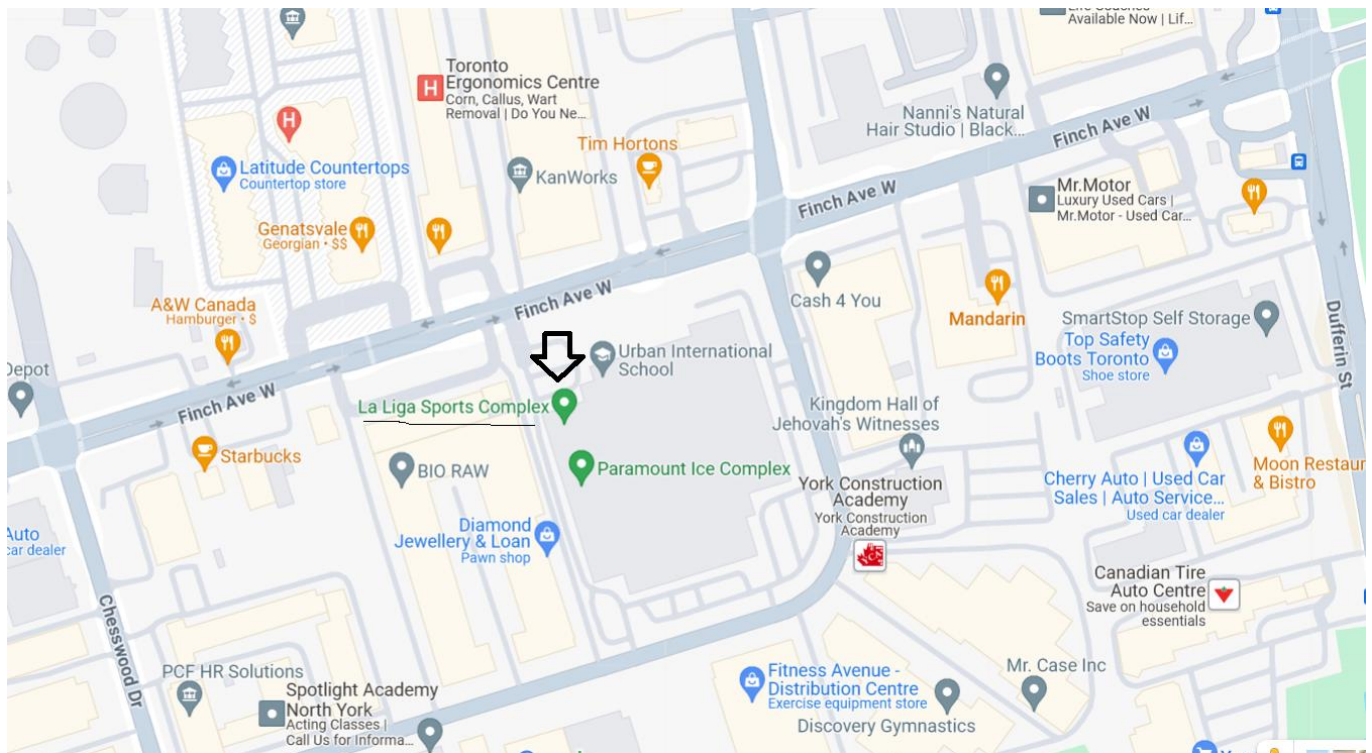 Available Now | Lif...
Toronto
Ergonomics Centre
Corn, Callus, Wart
Removal | Do You Ne...
Nanni's Natural
Hair Studio | Black...
Finch Ave W
Tim Hortons
KanWorks
Latitude Countertops
Countertop store
Mr.Motor
Luxury Used Cars |
Mr.Motor - Used Car...
Finch Ave W
Genatsvale
Georgian · $$
A&W Canada
Hamburger · $
Finch Ave W
Cash 4 You
Mandarin
SmartStop Self Storage
Top Safety
Boots Toronto
Shoe store
Dufferin St
Urban International
School
Depot
Finch Ave W
La Liga Sports Complex
Kingdom Hall of
Jehovah's Witnesses
Starbucks
BIO RAW
Paramount Ice Complex
York Construction
Academy
York Construction
Academy
Cherry Auto | Used Car
Sales | Auto Service...
Used car dealer
Moon Restaur
& Bistro
Auto
car dealer
Diamond
Jewellery & Loan
Pawn shop
Canadian Tire
Auto Centre
Save on household
essentials
Chesswood Dr
PCF HR Solutions
Spotlight Academy
North York
Acting Classes |
Call Us for Informa...
Fitness Avenue -
Distribution Centre
Exercise equipment store
Discovery Gymnastics
Mr. Case Inc